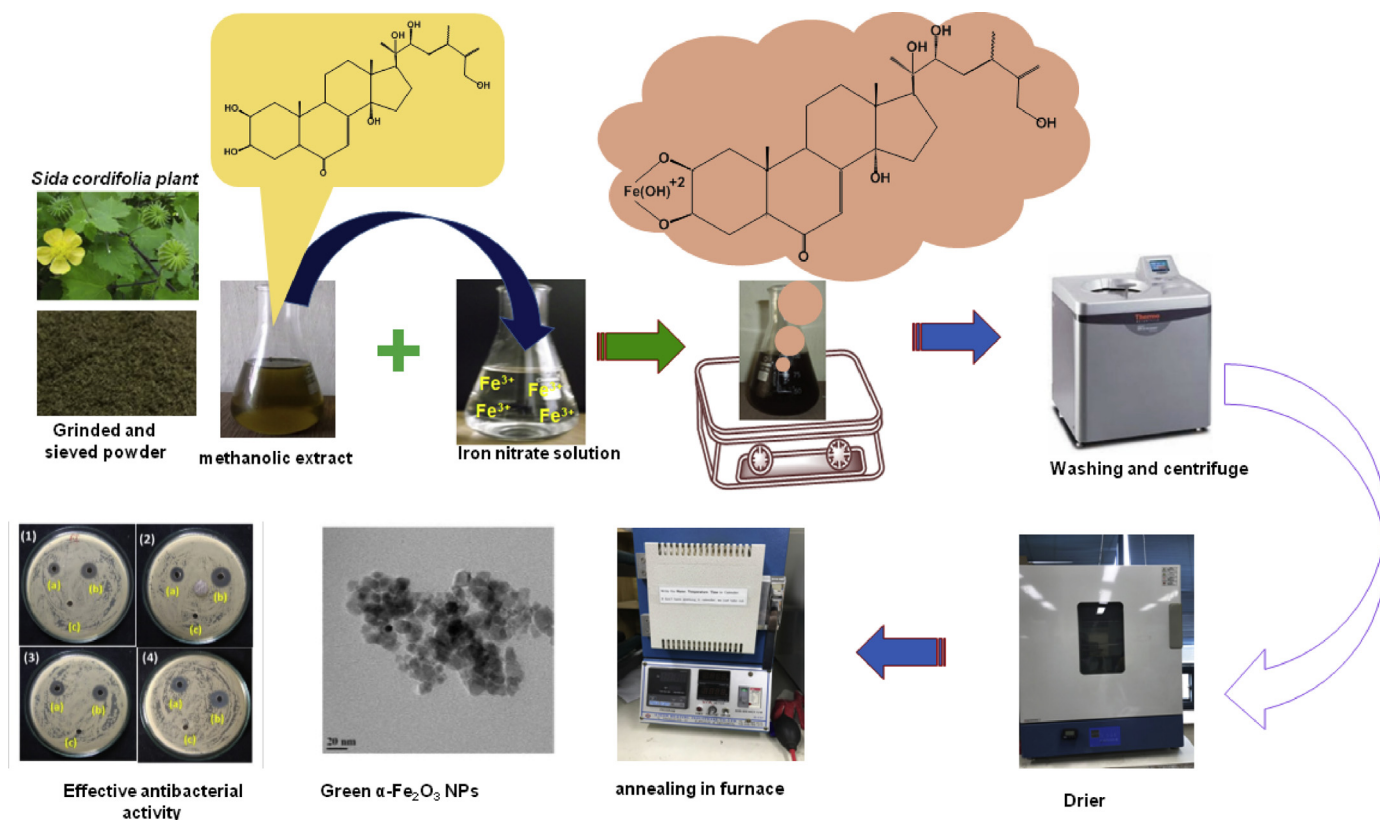 OH
OH
OH
HO
HO
OH
O
OH
OH
OH
O
Fe(OH)+2
O
OH
O
Sida cordifolia plant
Grinded and
sieved powder
methanolic extract
Fe3+
Fe3+
Fe3+
Fe3+
Iron nitrate solution
Thermo
Washing and centrifuge
(1)
(a)
(b)
(c)
(2)
(a)
(b)
(c)
(3)
(a)
(b)
(c)
(4)
(a)
(b)
(c)
Effective antibacterial
activity
20 nm
Green α-Fe₂O₃ NPs
annealing in furnace
Drier